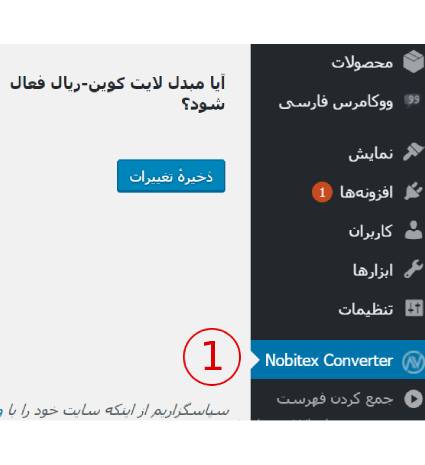 محصولات
ووکامرس فارسی
نمایش
افزونه‌ها 1
کاربران
ابزارها
تنظیمات
Nobitex Converter
جمع کردن فهرست
آیا مبدل لایت کوین-ریال فعال
شود؟
ذخیرهٔ تغییرات
1
سپاسگزاریم از اینکه سایت خود را با